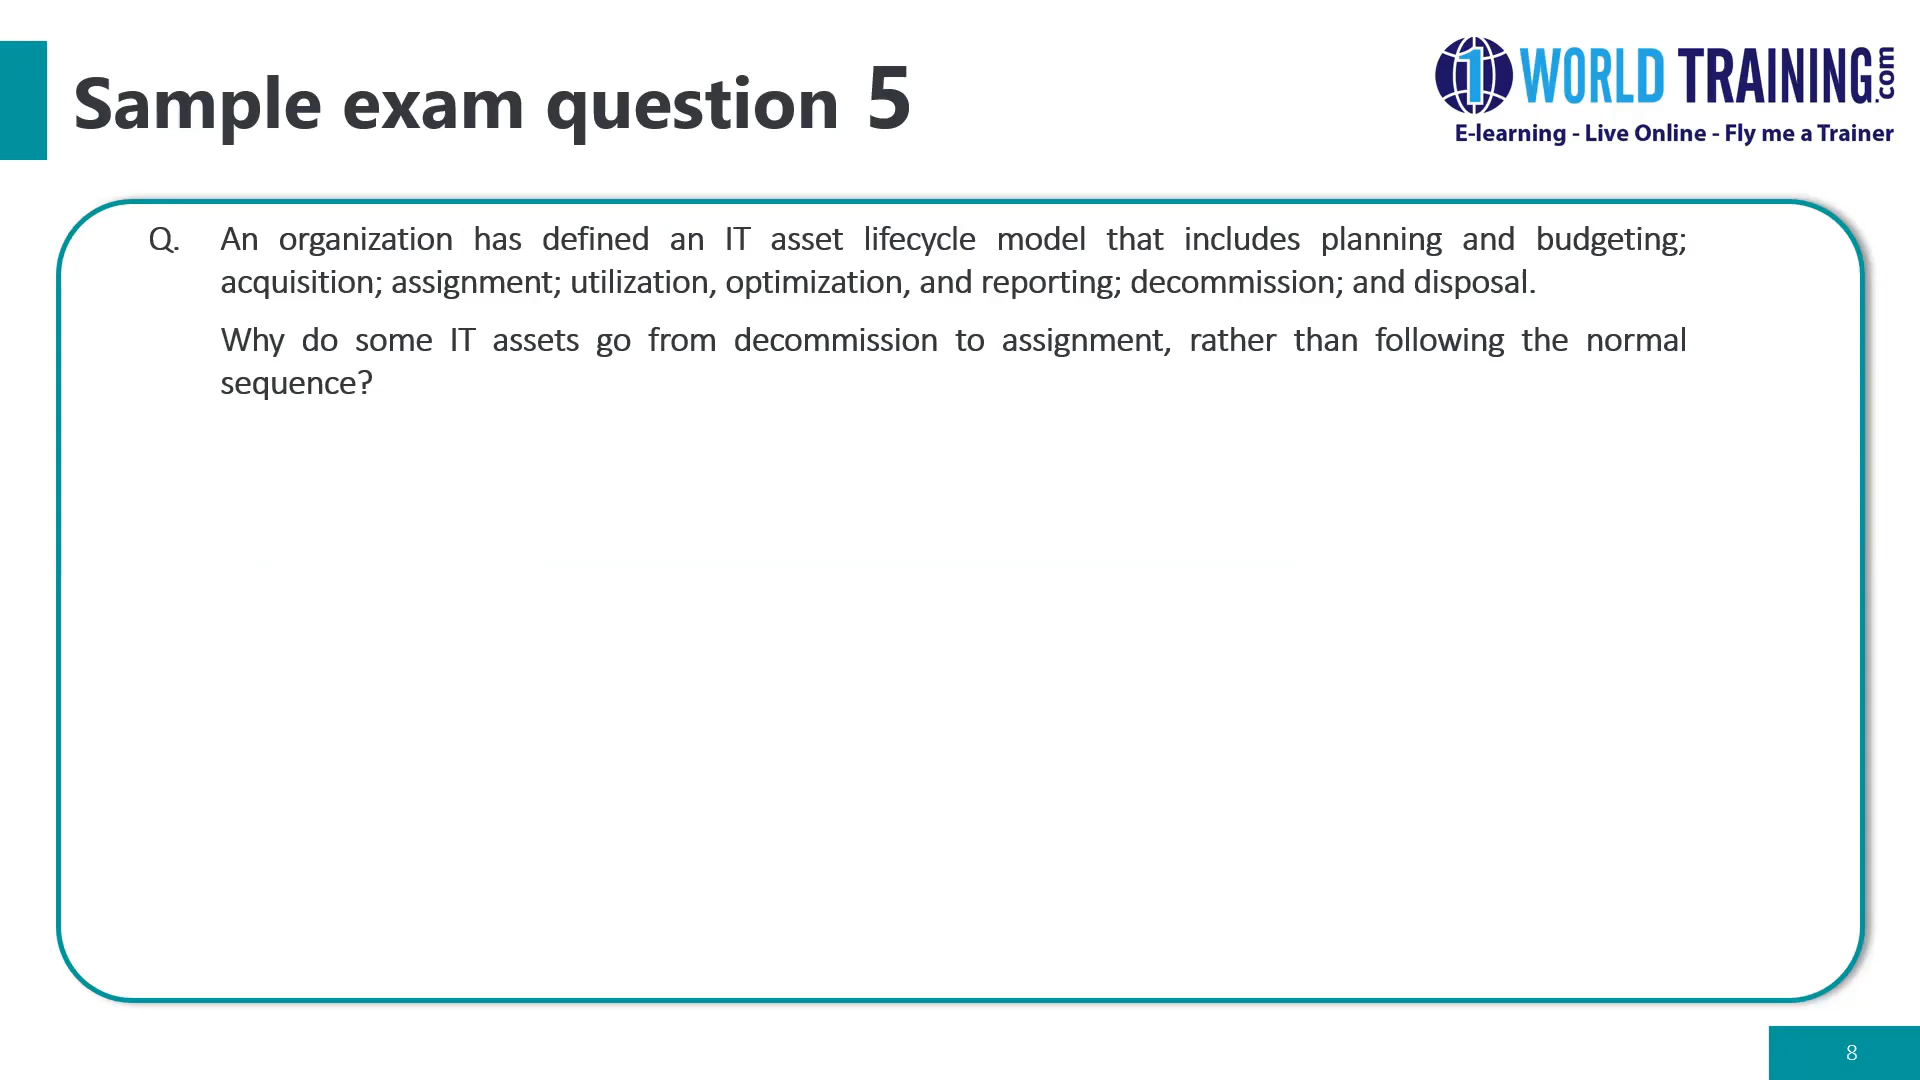 Sample exam question 5
1 WORLD TRAINING.com
E-learning - Live Online - Fly me a Trainer
Q. An organization has defined an IT asset lifecycle model that includes planning and budgeting;
acquisition; assignment; utilization, optimization, and reporting; decommission; and disposal.
Why do some IT assets go from decommission to assignment, rather than following the normal
sequence?
8